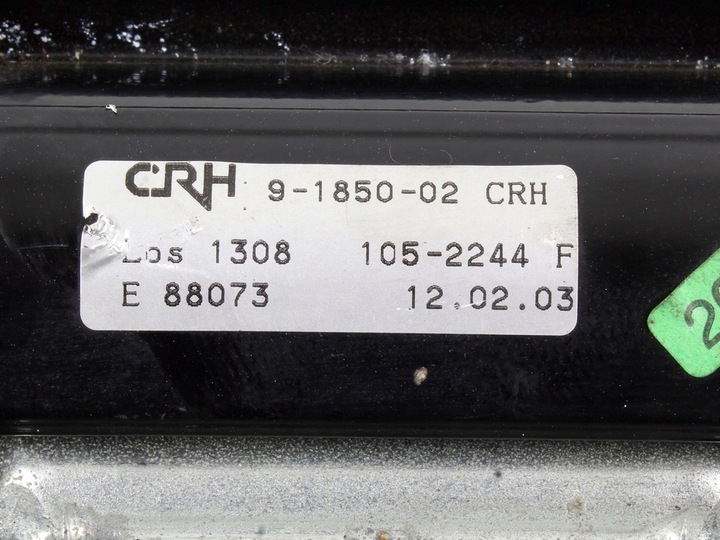 CRH 9-1850-02 CRH
Los 1308 105-2244 F
E 88073 12.02.03